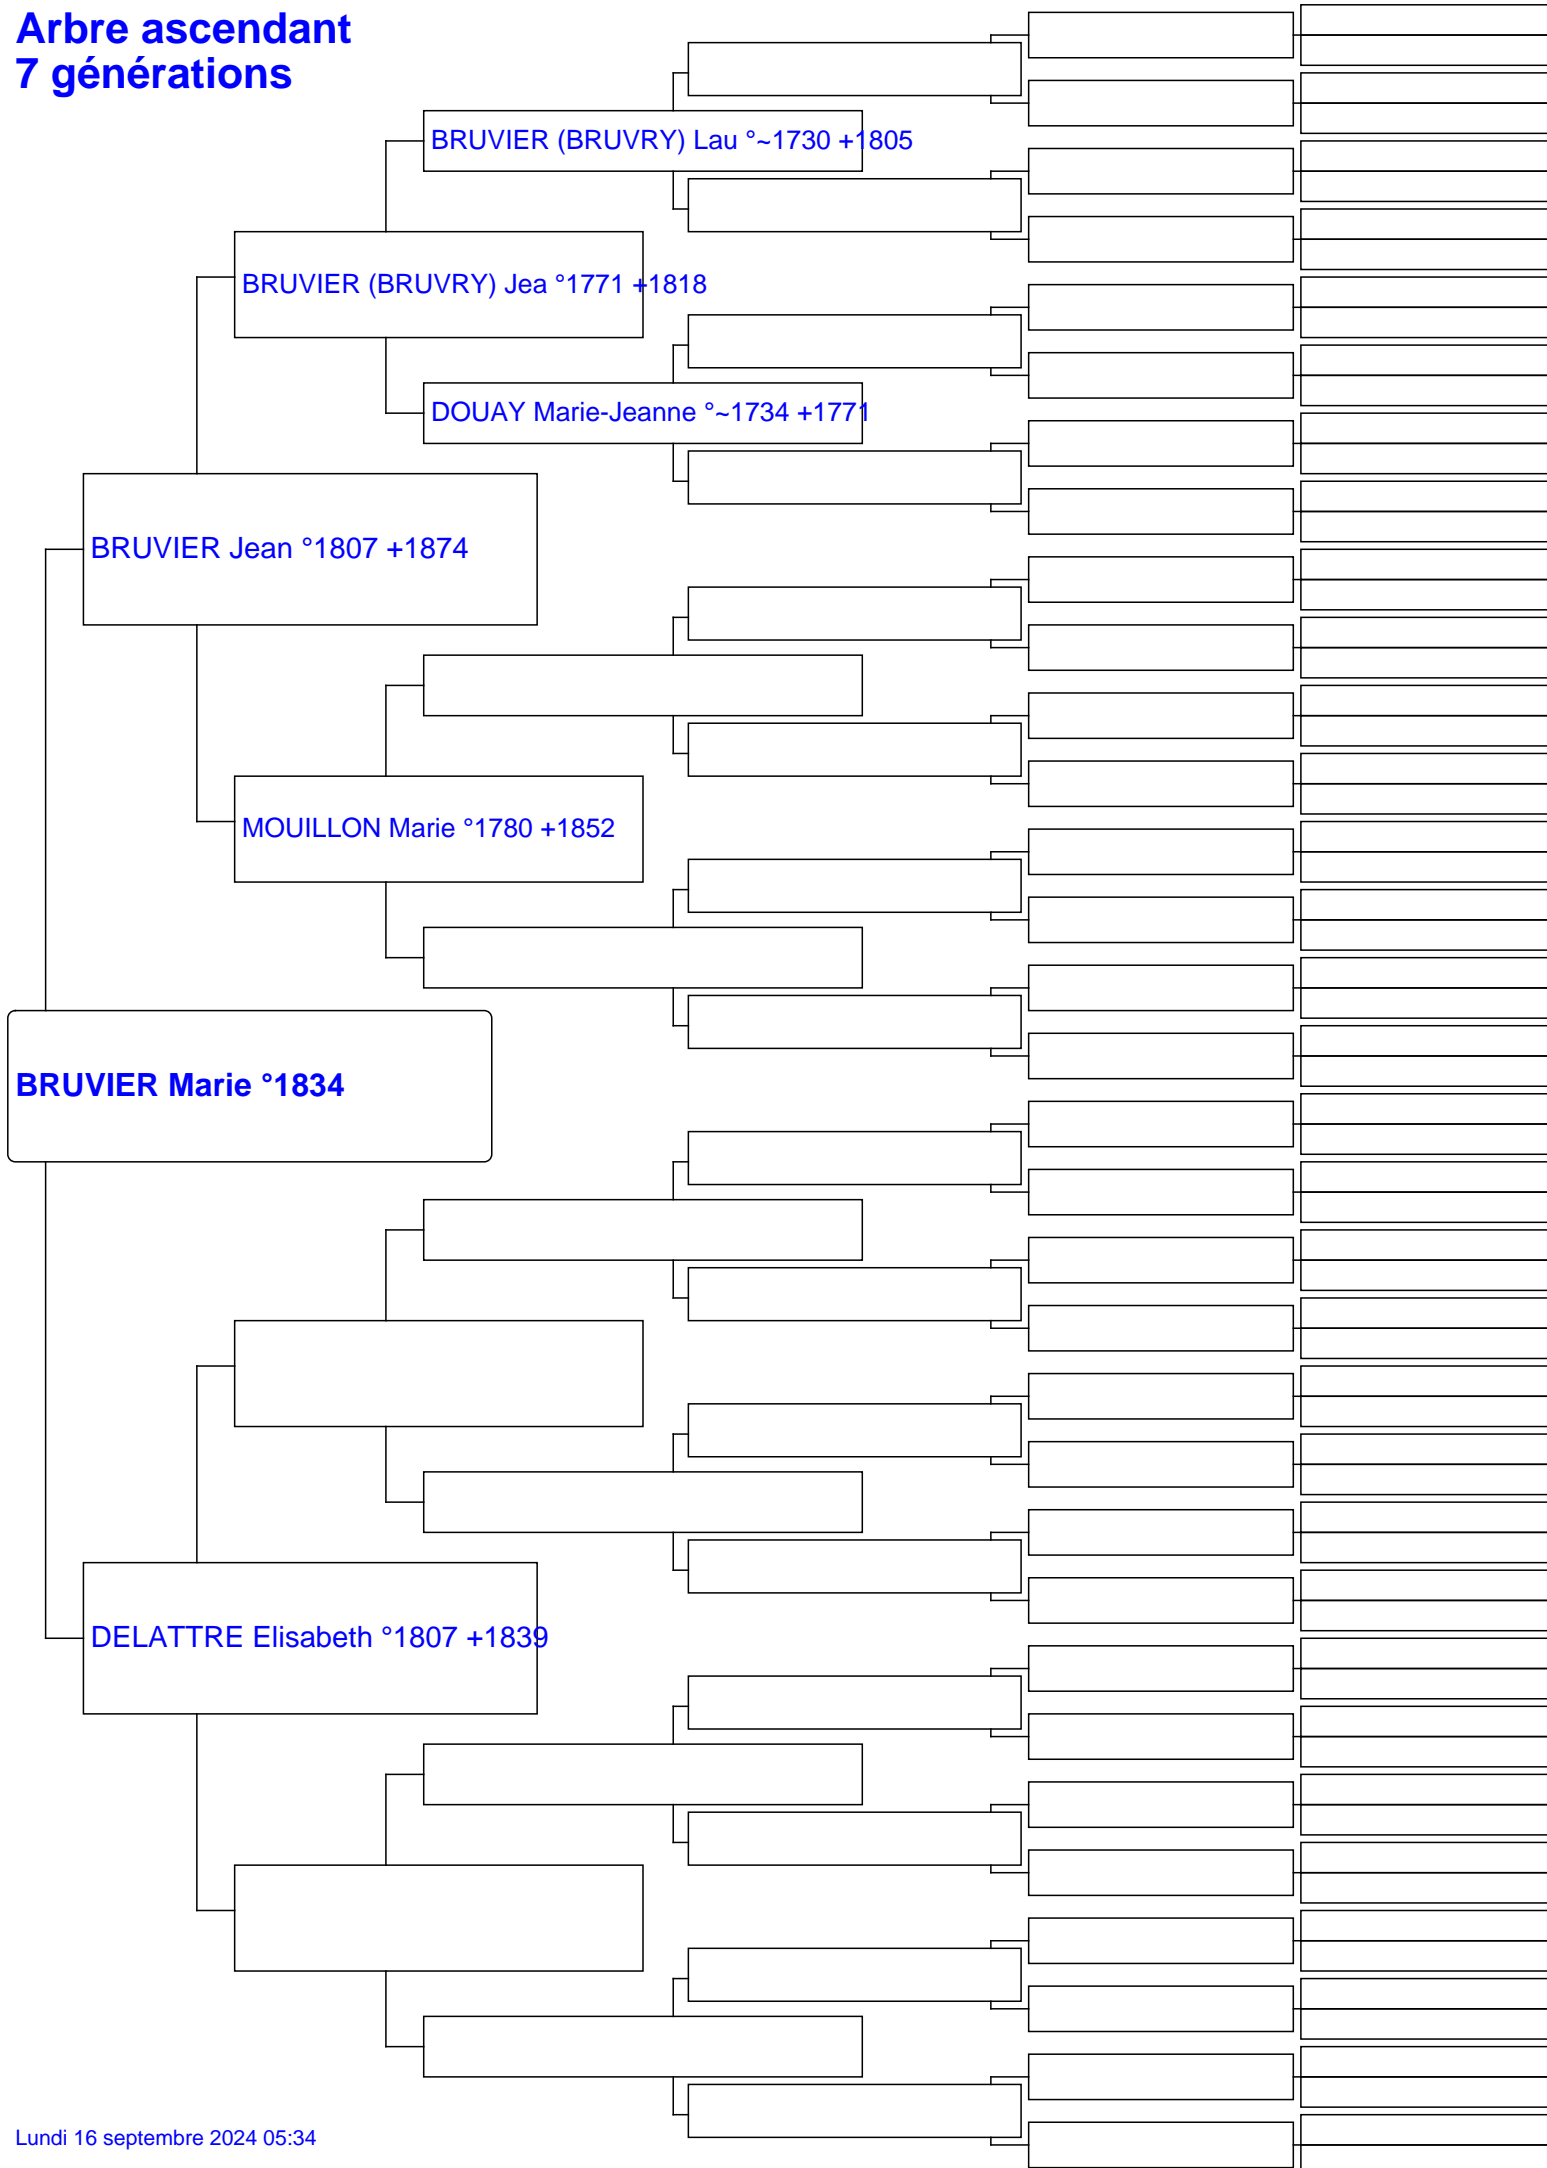 Arbre ascendant
7 générations
BRUVIER (BRUVRY) Lau °~1730 +1805
BRUVIER (BRUVRY) Jea °1771 +1818
DOUAY Marie-Jeanne °~1734 +1771
BRUVIER Jean °1807 +1874
MOUILLON Marie °1780 +1852
BRUVIER Marie °1834
DELATTRE Elisabeth °1807 +1839
Lundi 16 septembre 2024 05:34